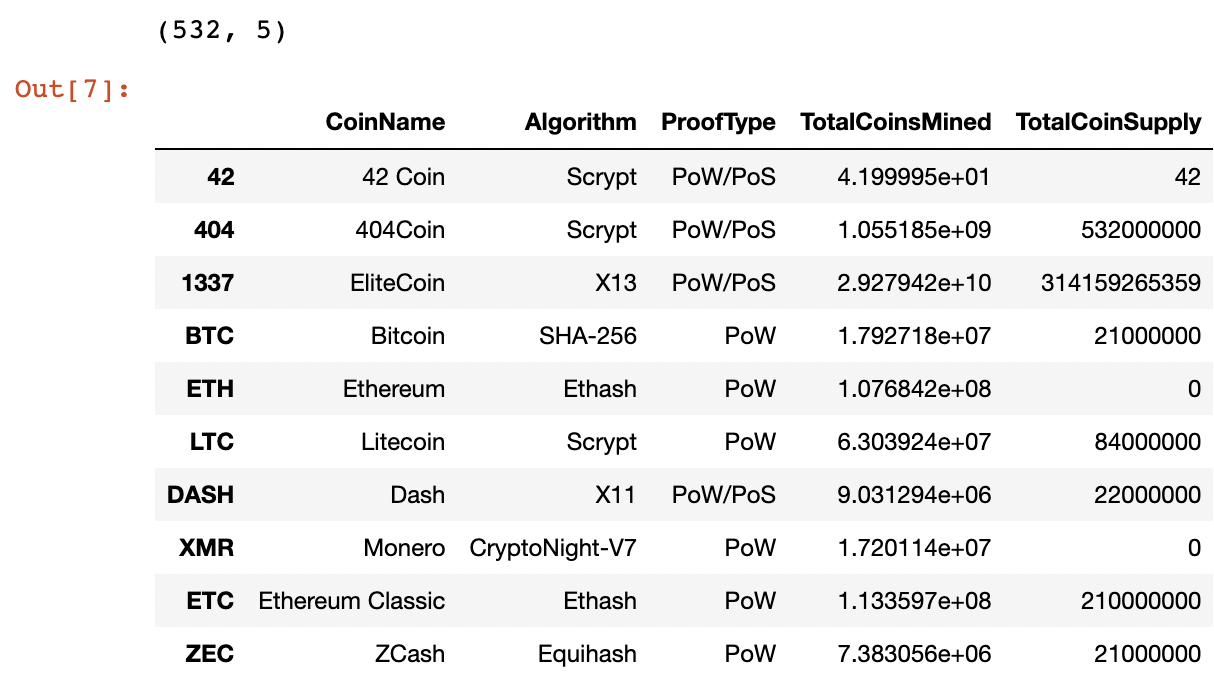 (532, 5)
Out[7]:
CoinName Algorithm ProofType TotalCoinsMined TotalCoinSupply
42 42 Coin Scrypt PoW/PoS 4.199995e+01 42
404 404Coin Scrypt PoW/PoS 1.055185e+09 532000000
1337 EliteCoin X13 PoW/PoS 2.927942e+10 314159265359
BTC Bitcoin SHA-256 PoW 1.792718e+07 21000000
ETH Ethereum Ethash PoW 1.076842e+08 0
LTC Litecoin Scrypt PoW 6.303924e+07 84000000
DASH Dash X11 PoW/PoS 9.031294e+06 22000000
XMR Monero CryptoNight-V7 PoW 1.720114e+07 0
ETC Ethereum Classic Ethash PoW 1.133597e+08 210000000
ZEC ZCash Equihash PoW 7.383056e+06 21000000